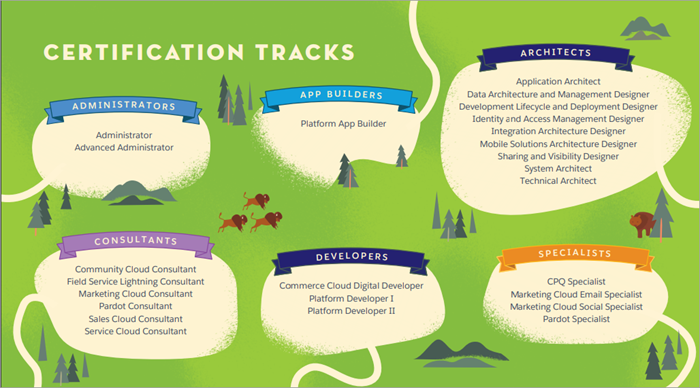 CERTIFICATION TRACKS
ADMINISTRATORS
Administrator
Advanced Administrator
APP BUILDERS
Platform App Builder
ARCHITECTS
Application Architect
Data Architecture and Management Designer
Development Lifecycle and Deployment Designer
Identity and Access Management Designer
Integration Architecture Designer
Mobile Solutions Architecture Designer
Sharing and Visibility Designer
System Architect
Technical Architect
CONSULTANTS
Community Cloud Consultant
Field Service Lightning Consultant
Marketing Cloud Consultant
Pardot Consultant
Sales Cloud Consultant
Service Cloud Consultant
DEVELOPERS
Commerce Cloud Digital Developer
Platform Developer I
Platform Developer II
SPECIALISTS
CPQ Specialist
Marketing Cloud Email Specialist
Marketing Cloud Social Specialist
Pardot Specialist